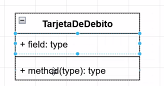 TarjetaDeDebito
+ field: type
+ method(type): type